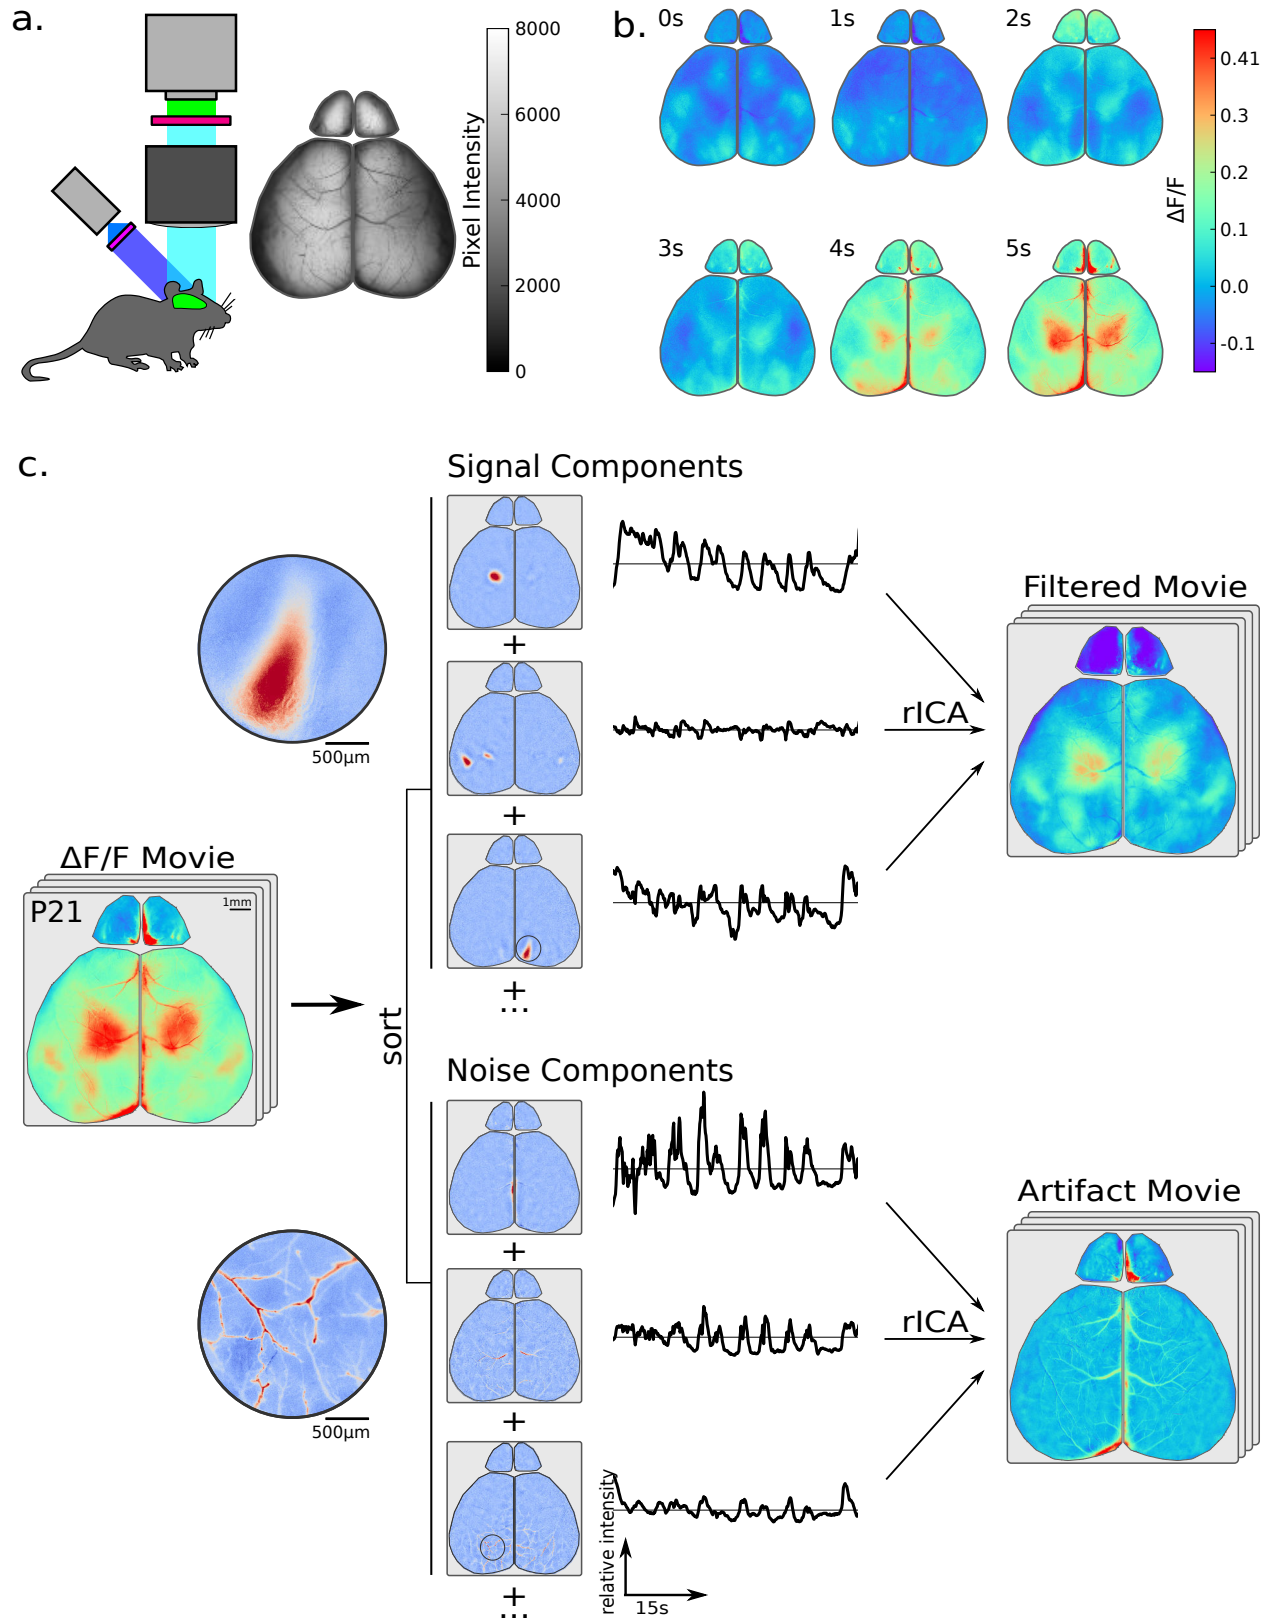 a.
8000
6000
4000
2000
0
Pixel Intensity
b.
0s
1s
2s
3s
4s
5s
0.41
0.3
0.2
0.1
0.0
-0.1
ΔF/F
c.
Signal Components
500μm
+
+
+
...
rICA
Filtered Movie
ΔF/F Movie
P21
1mm
sort
Noise Components
500μm
+
+
+
...
relative intensity
15s
rICA
Artifact Movie